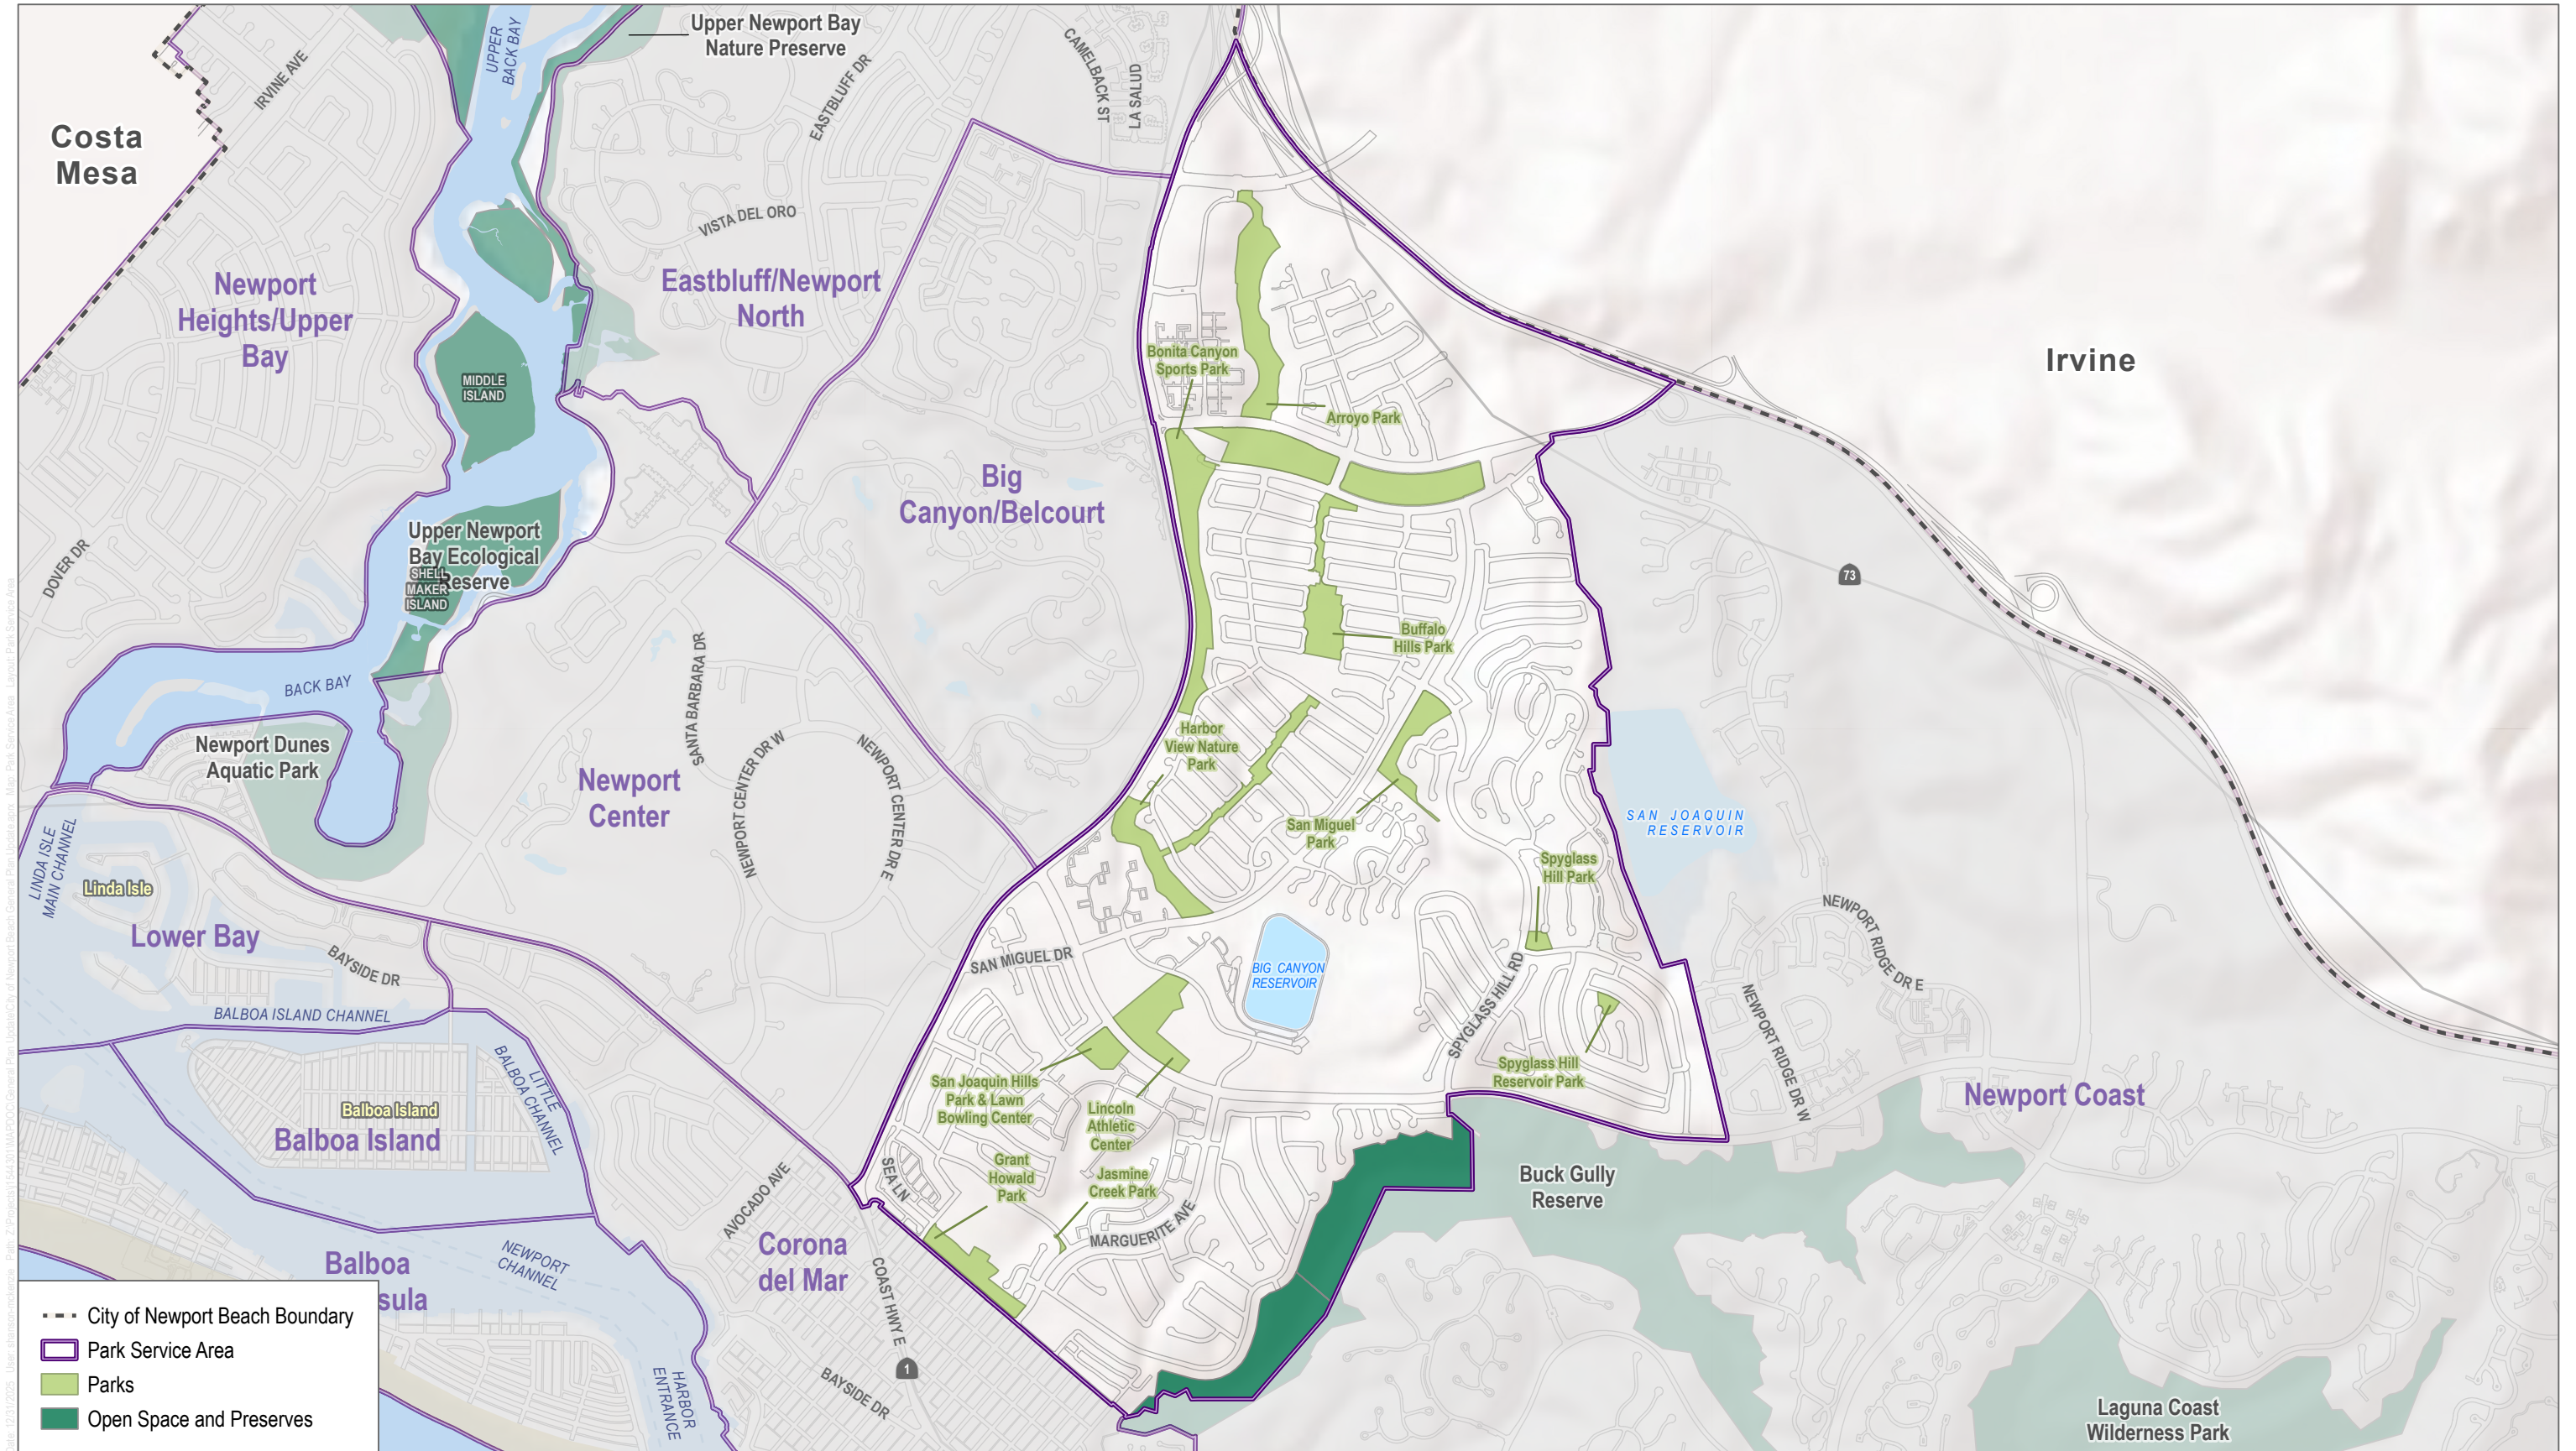 Upper Newport Bay
Nature Preserve
UPPER
BACK BAY
IRVINE AVE
EASTBLUFF DR
CAMELBACK ST
LA SALUD
Costa
Mesa
VISTA DEL ORO
Newport
Heights/Upper
Bay
Eastbluff/Newport
North
Irvine
Bonita Canyon
Sports Park
MIDDLE
ISLAND
Arroyo Park
Big
Canyon/Belcourt
Upper Newport
Bay Ecological
Reserve
SHELL
MAKER
ISLAND
DOVER DR
73
Buffalo
Hills Park
SANTA BARBARA DR
BACK BAY
Newport Dunes
Aquatic Park
Harbor
View Nature
Park
NEWPORT CENTER DR W
NEWPORT CENTER DR E
Newport
Center
San Miguel
Park
SAN JOAQUIN
RESERVOIR
LINDA ISLE
MAIN CHANNEL
Linda Isle
Spyglass
Hill Park
Lower Bay
BAYSIDE DR
SAN MIGUEL DR
BIG CANYON
RESERVOIR
SPYGLASS HILL RD
NEWPORT RIDGE DR E
NEWPORT RIDGE DR W
BALBOA ISLAND CHANNEL
LITTLE
BALBOA CHANNEL
Balboa Island
Balboa Island
San Joaquin Hills
Park & Lawn
Bowling Center
Lincoln
Athletic
Center
Spyglass Hill
Reservoir Park
Newport Coast
SEA LN
Grant
Howald
Park
Jasmine
Creek Park
MARGUERITE AVE
Buck Gully
Reserve
AVOCADO AVE
Corona
del Mar
COAST HWY E
NEWPORT
CHANNEL
Balboa
sula
1
BAYSIDE DR
HARBOR
ENTRANCE
Laguna Coast
Wilderness Park
City of Newport Beach Boundary
Park Service Area
Parks
Open Space and Preserves